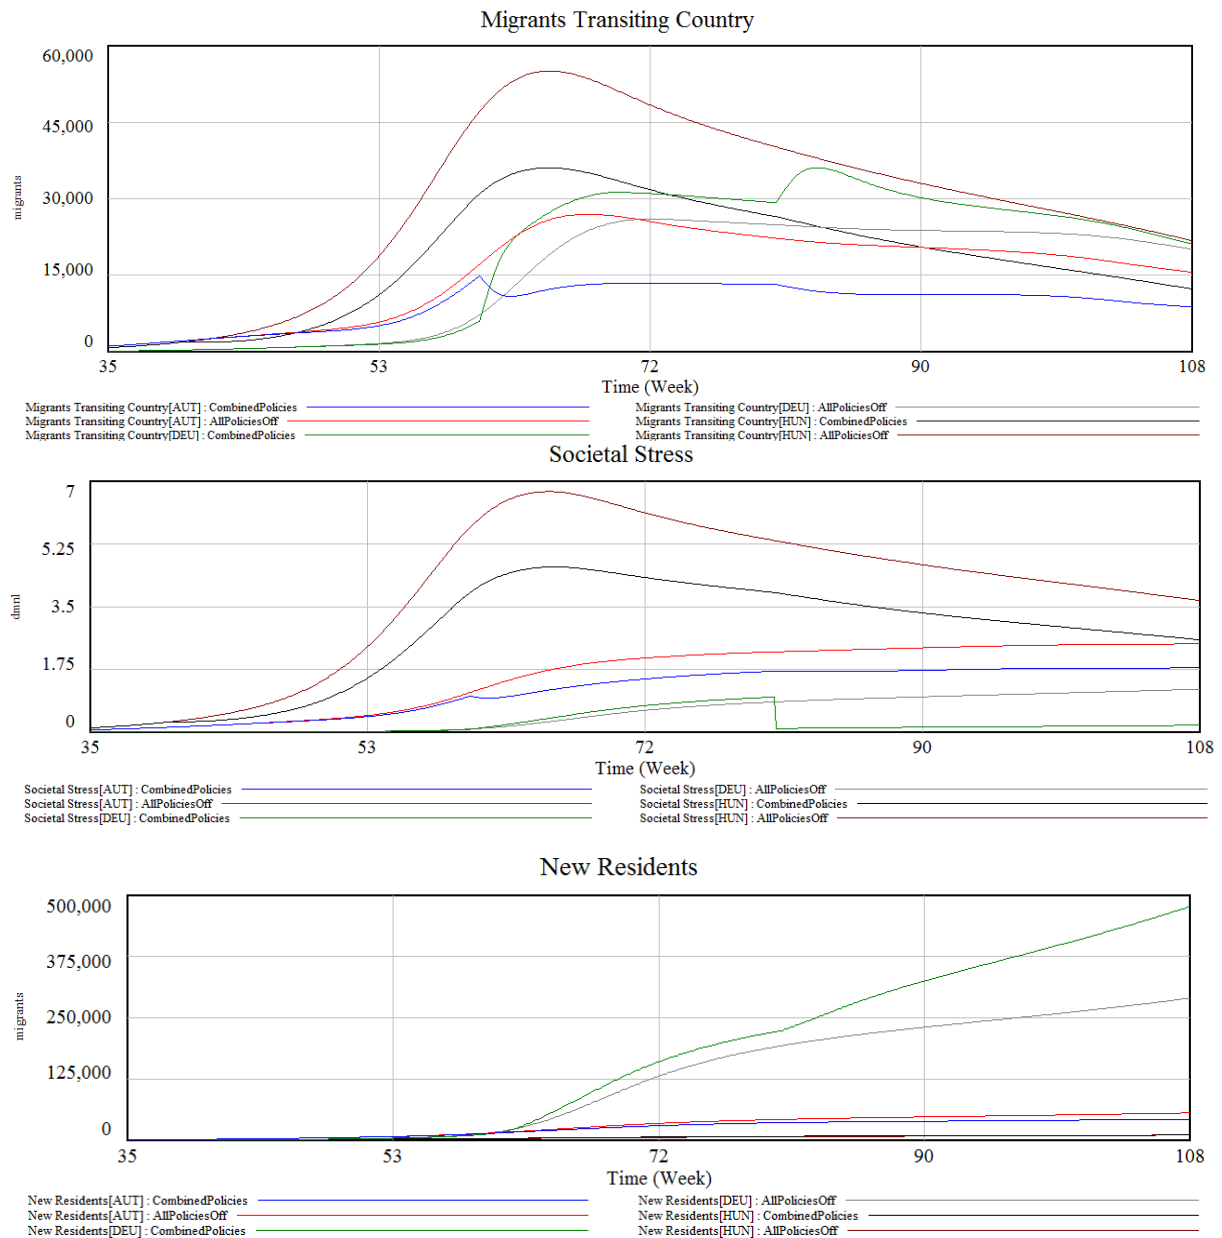 Migrants Transiting Country
60,000
45,000
30,000
15,000
0
migrants
35 53 72 90 108
Time (Week)
Migrants Transiting Country[AUT] : CombinedPolicies
Migrants Transiting Country[AUT] : AllPoliciesOff
Migrants Transiting Country[DEU] : CombinedPolicies
Migrants Transiting Country[DEU] : AllPoliciesOff
Migrants Transiting Country[HUN] : CombinedPolicies
Migrants Transiting Country[HUN] : AllPoliciesOff
Societal Stress
7
5.25
3.5
1.75
0
dmnl
35 53 72 90 108
Time (Week)
Societal Stress[AUT] : CombinedPolicies
Societal Stress[AUT] : AllPoliciesOff
Societal Stress[DEU] : CombinedPolicies
Societal Stress[DEU] : AllPoliciesOff
Societal Stress[HUN] : CombinedPolicies
Societal Stress[HUN] : AllPoliciesOff
New Residents
500,000
375,000
250,000
125,000
0
migrants
35 53 72 90 108
Time (Week)
New Residents[AUT] : CombinedPolicies
New Residents[AUT] : AllPoliciesOff
New Residents[DEU] : CombinedPolicies
New Residents[DEU] : AllPoliciesOff
New Residents[HUN] : CombinedPolicies
New Residents[HUN] : AllPoliciesOff